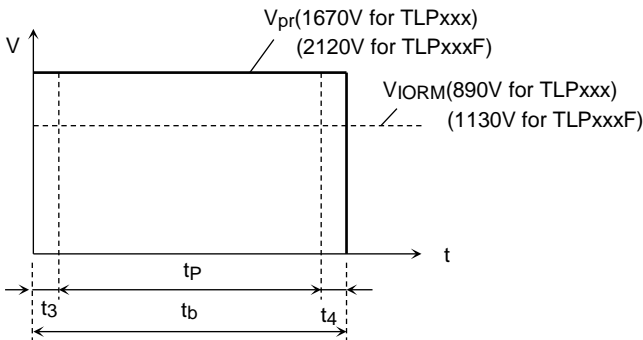 Vpr(1670V for TLPxxx)
(2120V for TLPxxxF)
V
VIORM(890V for TLPxxx)
(1130V for TLPxxxF)
t
tP
t3
tb
t4